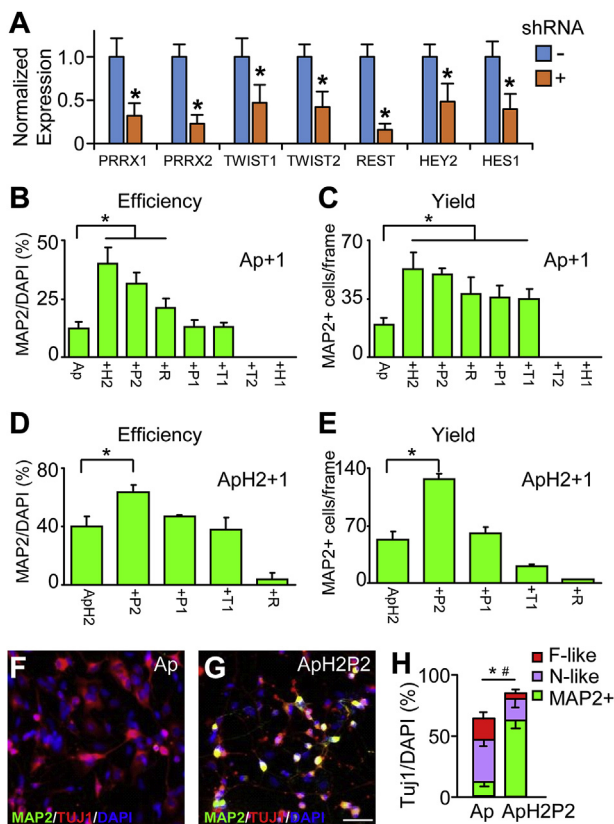 A
Normalized
Expression
1.0
0.5
0
shRNA
-
+
* * * * * * *
PRRX1 PRRX2 TWIST1 TWIST2 REST HEY2 HES1
B
Efficiency
*
Ap+1
MAP2/DAPI (%)
50
25
0
Ap +H2 +P2 +R +P1 +T1 +T2 +H1
C
Yield
*
Ap+1
MAP2+ cells/frame
70
35
0
Ap +H2 +P2 +R +P1 +T1 +T2 +H1
D
Efficiency
*
ApH2+1
MAP2/DAPI (%)
80
40
0
ApH2 +P2 +P1 +T1 +R
E
Yield
*
ApH2+1
MAP2+ cells/frame
140
70
0
ApH2 +P2 +P1 +T1 +R
F
Ap
MAP2/TUJ1/DAPI
G
ApH2P2
MAP2/TUJ1/DAPI
H
F-like
N-like
MAP2+
* #
Tuj1/DAPI (%)
100
50
0
Ap ApH2P2